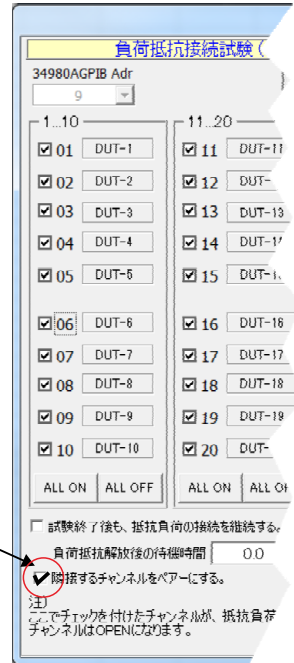 負荷抵抗接続試験 (
34980AGPIB Adr
9
1...10
11...20
01 DUT-1
11 DUT-11
02 DUT-2
12 DUT-
03 DUT-3
13 DUT-13
04 DUT-4
14 DUT-14
05 DUT-5
15 DUT-
06 DUT-6
16 DUT-16
07 DUT-7
17 DUT-17
08 DUT-8
18 DUT-18
09 DUT-9
19 DUT-19
10 DUT-10
20 DUT-
ALL ON ALL OFF
ALL ON ALL
試験終了後も、抵抗負荷の接続を継続する。
負荷抵抗解放後の待機時間 0.0
隣接するチャンネルをペアーにする。
注)
ここでチェックを付けたチャンネルが、抵抗負荷
チャンネルはOPENになります。